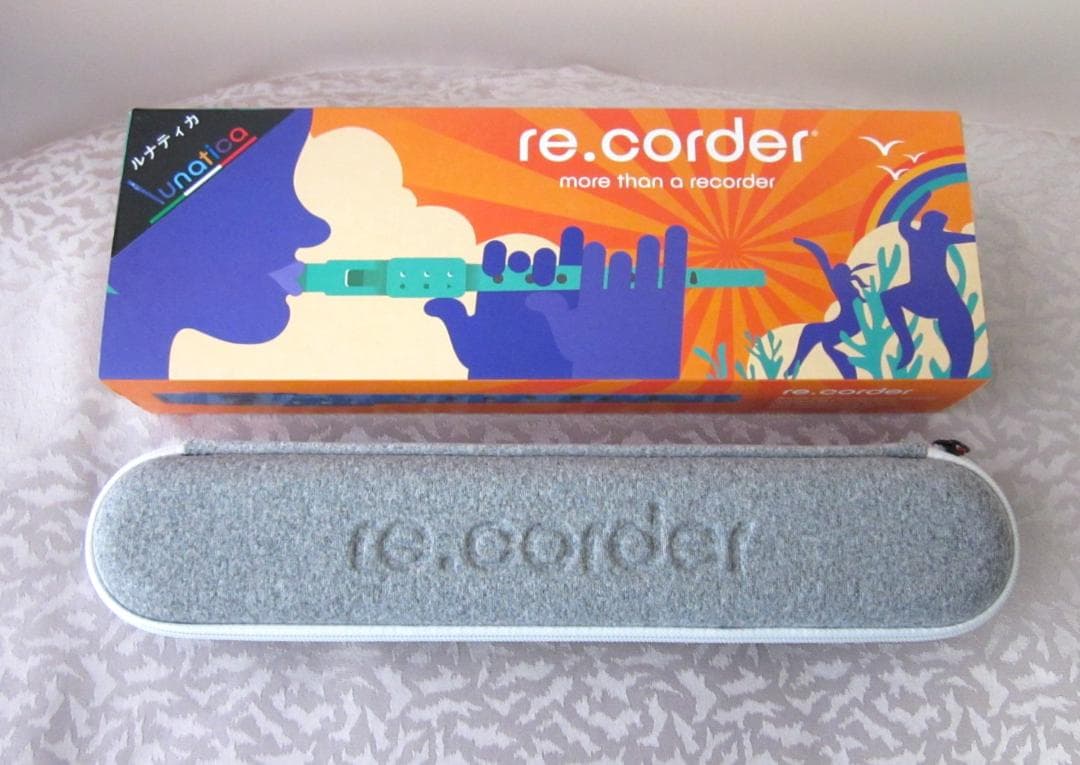 ルナティカ
lunatica
re.corder
more than a recorder
re.corder
re.corder